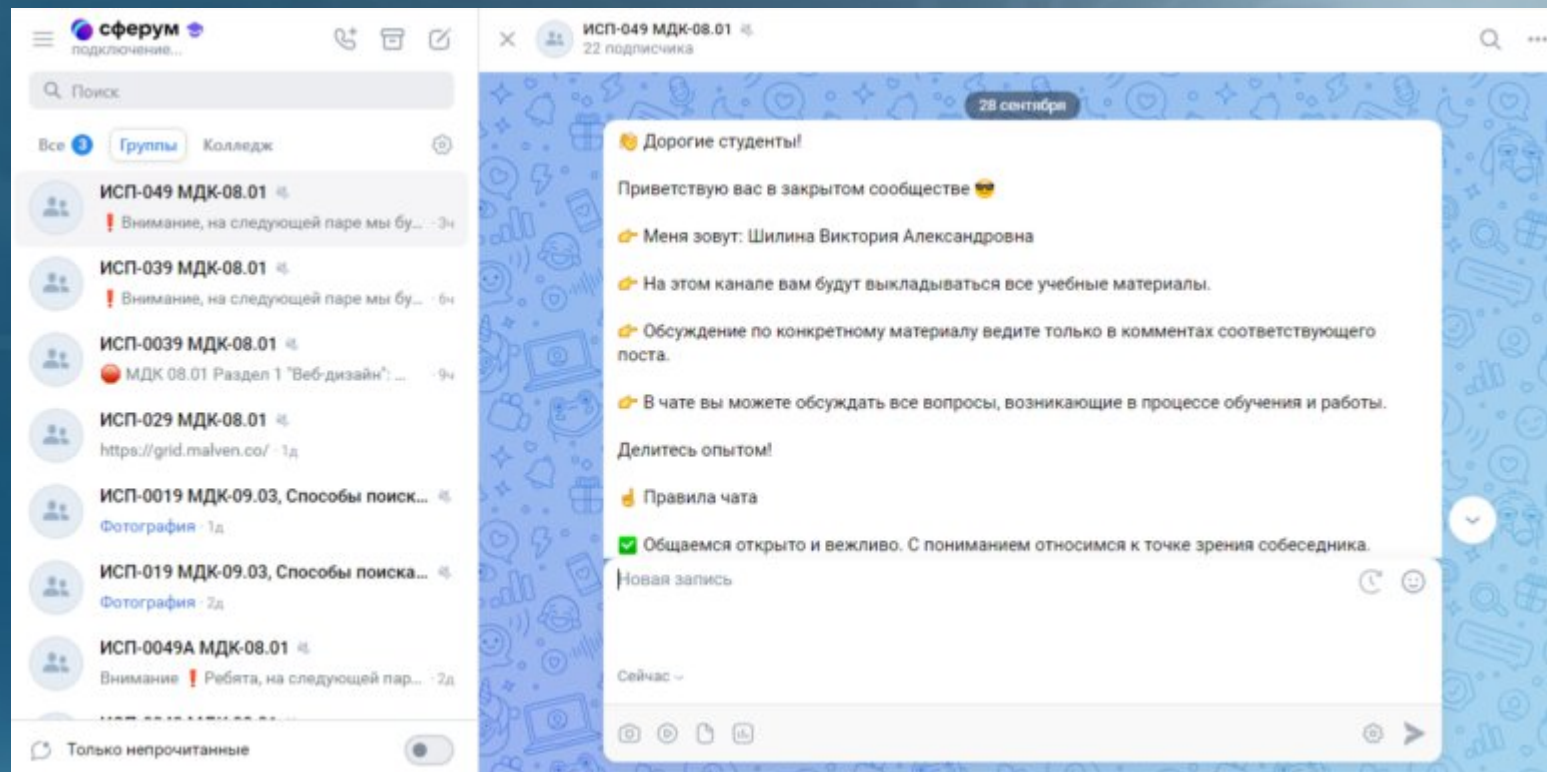 сферум
подключение...
Поиск
Все 3 Группы Колледж
ИСП-049 МДК-08.01
❗ Внимание, на следующей паре мы бу... · 3ч
ИСП-039 МДК-08.01
❗ Внимание, на следующей паре мы бу... · 6ч
ИСП-0039 МДК-08.01
МДК 08.01 Раздел 1 "Веб-дизайн": ... · 9ч
ИСП-029 МДК-08.01
https://grid.malven.co/ · 1д
ИСП-0019 МДК-09.03, Способы поиск...
Фотография · 1д
ИСП-019 МДК-09.03, Способы поиска...
Фотография · 2д
ИСП-0049А МДК-08.01
Внимание ❗ Ребята, на следующей пар... · 2д
Только непрочитанные
ИСП-049 МДК-08.01
22 подписчика
28 сентября
👋 Дорогие студенты!
Приветствую вас в закрытом сообществе 😎
👉 Меня зовут: Шилина Виктория Александровна
👉 На этом канале вам будут выкладываться все учебные материалы.
👉 Обсуждение по конкретному материалу ведите только в комментах соответствующего
поста.
👉 В чате вы можете обсуждать все вопросы, возникающие в процессе обучения и работы.
Делитесь опытом!
☝ Правила чата
✅ Общаемся открыто и вежливо. С пониманием относимся к точке зрения собеседника.
Новая запись
Сейчас